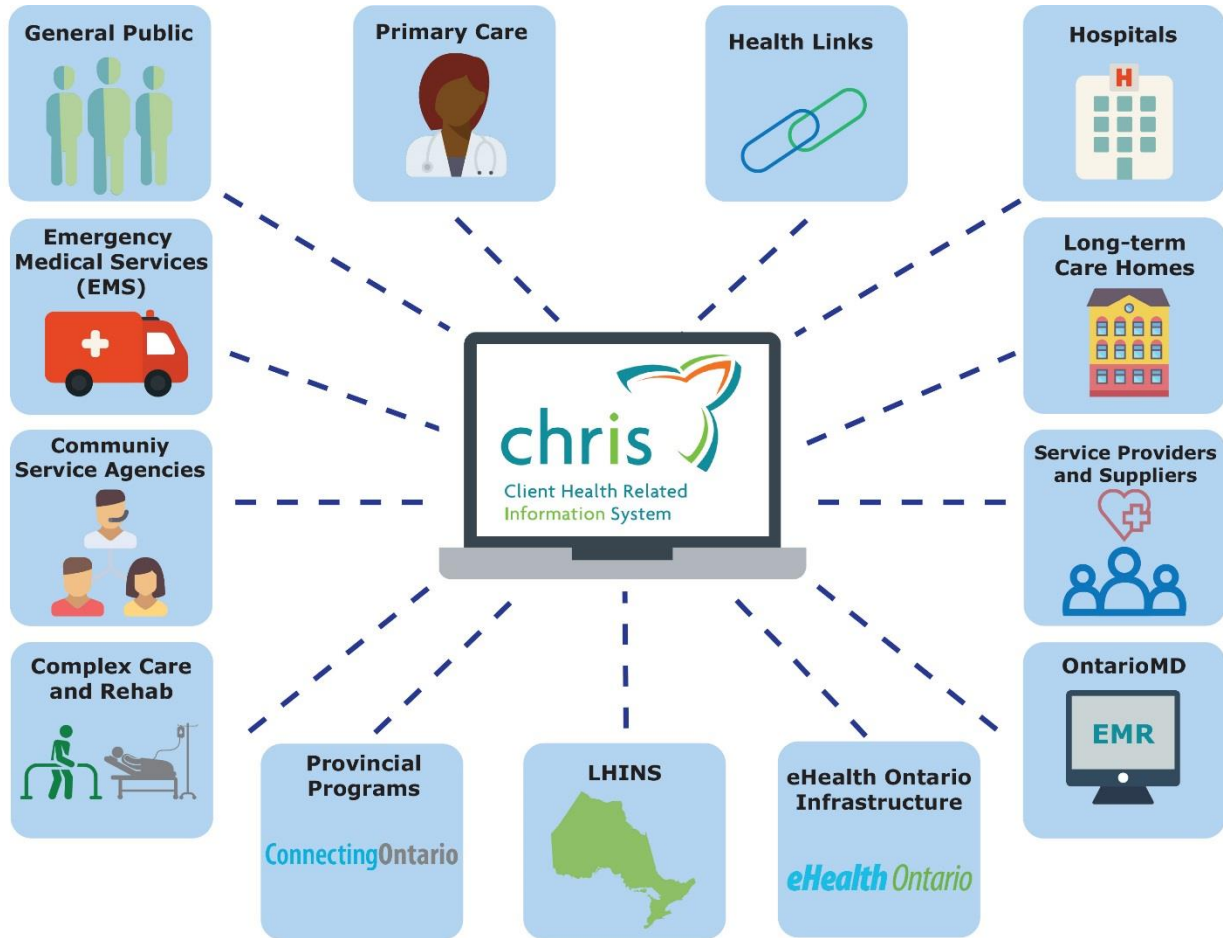 General Public
Primary Care
Health Links
Hospitals
H
Emergency
Medical Services
(EMS)
Long-term
Care Homes
chris
Client Health Related
Information System
Communiy
Service Agencies
Service Providers
and Suppliers
Complex Care
and Rehab
OntarioMD
EMR
Provincial
Programs
ConnectingOntario
LHINS
eHealth Ontario
Infrastructure
eHealth Ontario